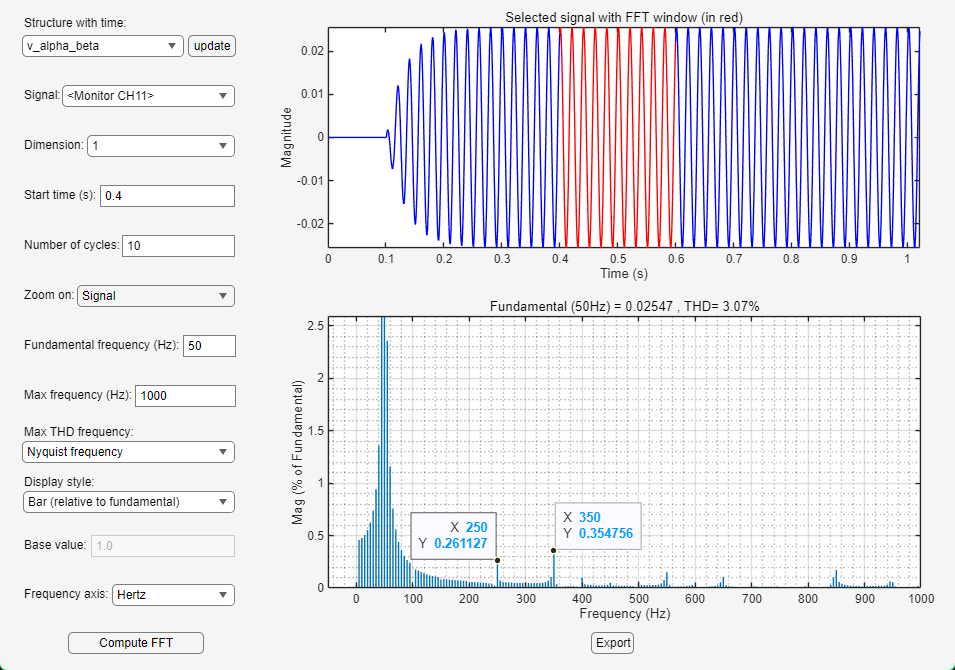 Structure with time:
v_alpha_beta
update
Signal: <Monitor CH11>
Dimension: 1
Start time (s): 0.4
Number of cycles: 10
Zoom on: Signal
Fundamental frequency (Hz): 50
Max frequency (Hz): 1000
Max THD frequency:
Nyquist frequency
Display style:
Bar (relative to fundamental)
Base value: 1.0
Frequency axis: Hertz
Compute FFT
Selected signal with FFT window (in red)
Magnitude
0.02
0.01
0
-0.01
-0.02
0 0.1 0.2 0.3 0.4 0.5 0.6 0.7 0.8 0.9 1
Time (s)
Fundamental (50Hz) = 0.02547 , THD= 3.07%
Mag (% of Fundamental)
2.5
2
1.5
1
0.5
0
X 250
Y 0.261127
X 350
Y 0.354756
0 100 200 300 400 500 600 700 800 900 1000
Frequency (Hz)
Export